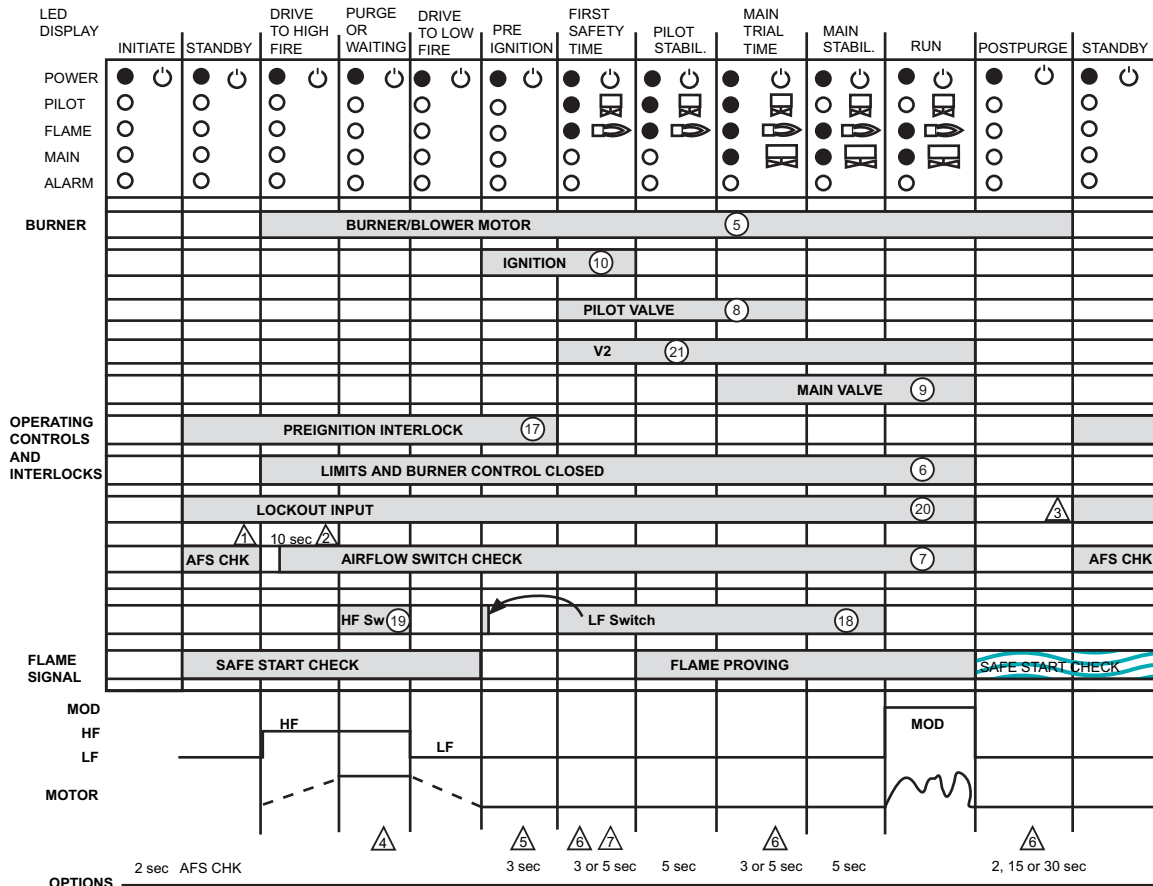 LED DISPLAY
INITIATE
STANDBY
DRIVE TO HIGH FIRE
PURGE OR WAITING
DRIVE TO LOW FIRE
PRE IGNITION
FIRST SAFETY TIME
PILOT STABIL.
MAIN TRIAL TIME
MAIN STABIL.
RUN
POSTPURGE
STANDBY
POWER
PILOT
FLAME
MAIN
ALARM
BURNER
BURNER/BLOWER MOTOR 5
IGNITION 10
PILOT VALVE 8
V2 21
MAIN VALVE 9
OPERATING CONTROLS AND INTERLOCKS
PREIGNITION INTERLOCK 17
LIMITS AND BURNER CONTROL CLOSED 6
LOCKOUT INPUT 20
1 10 sec 2 3
AFS CHK AIRFLOW SWITCH CHECK 7 AFS CHK
HF Sw 19 LF Switch 18
FLAME SIGNAL
SAFE START CHECK FLAME PROVING SAFE START CHECK
MOD
HF
LF
HF LF MOD
MOTOR
4 5 6 7 6 6
2 sec AFS CHK 3 sec 3 or 5 sec 5 sec 3 or 5 sec 5 sec 2, 15 or 30 sec
OPTIONS